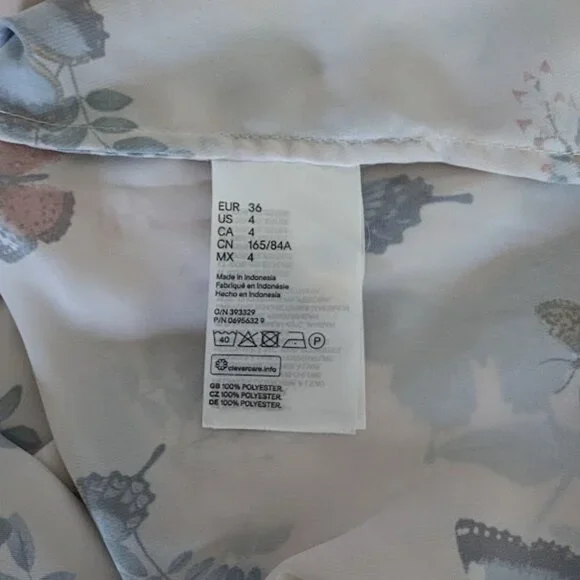 EUR 36
US 4
CA 4
CN 165/84A
MX 4
Made in Indonesia
Fabriqué en Indonésie
Hecho en Indonesia
O/N 393329
P/N 0695632 9
40 P
clevercare.info
GB 100% POLYESTER.
CZ 100% POLYESTER.
DE 100% POLYESTER.